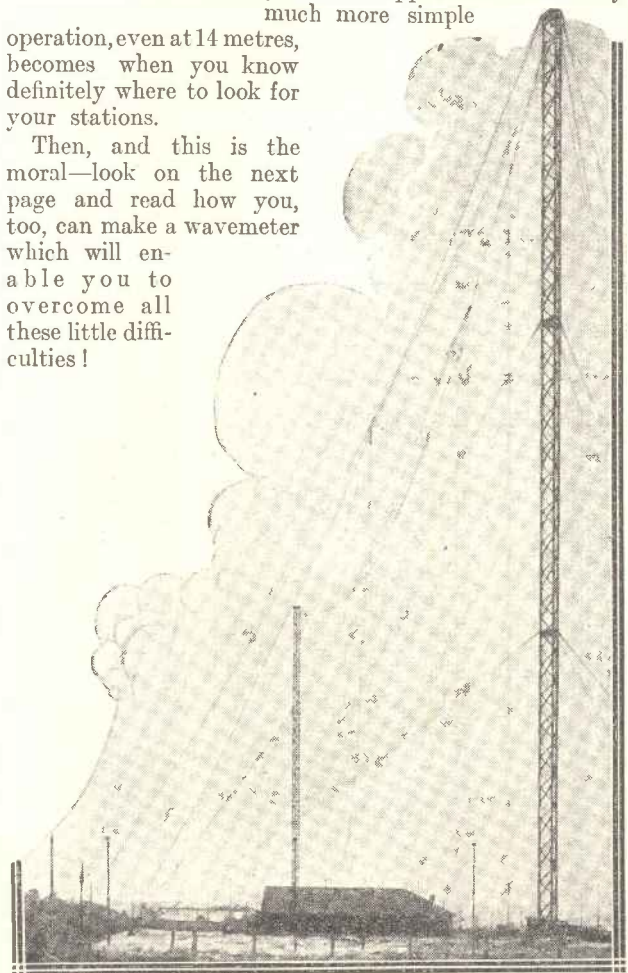 much more simple
operation, even at 14 metres,
becomes when you know
definitely where to look for
your stations.
Then, and this is the
moral—look on the next
page and read how you,
too, can make a wavemeter
which will en-
able you to
overcome all
these little diffi-
culties!